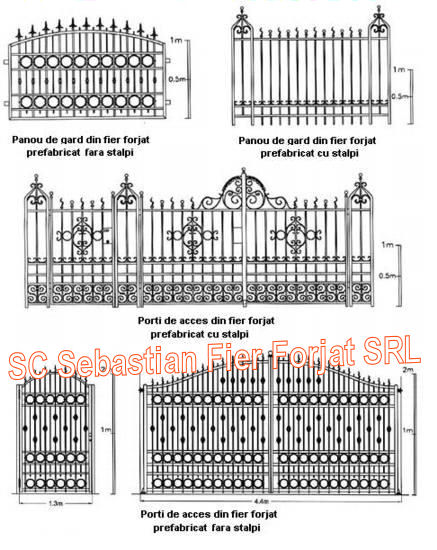 1m
0.5m
1m
0.5m
Panou de gard din fier forjat
prefabricat fara stalpi
Panou de gard din fier forjat
prefabricat cu stalpi
1m
0.5m
Porti de acces din fier forjat
prefabricat cu stalpi
SC Sebastian Fier Forjat SRL
2m
1m
1m
1.3m
4.4m
Porti de acces din fier forjat
prefabricat fara stalpi